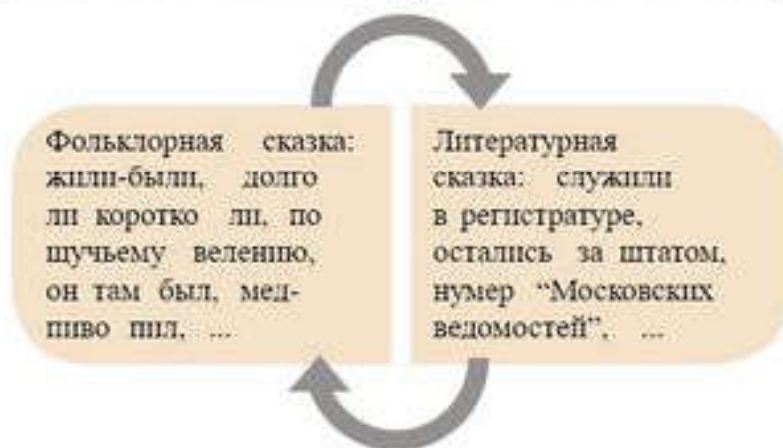 Фольклорная сказка:
жили-были, долго
ли коротко ли, по
щучьему велению,
он там был, мед-
пиво пил, ...
Литературная
сказка: служили
в регистратуре,
остались за штатом,
нумер “Московских
ведомостей”, ...